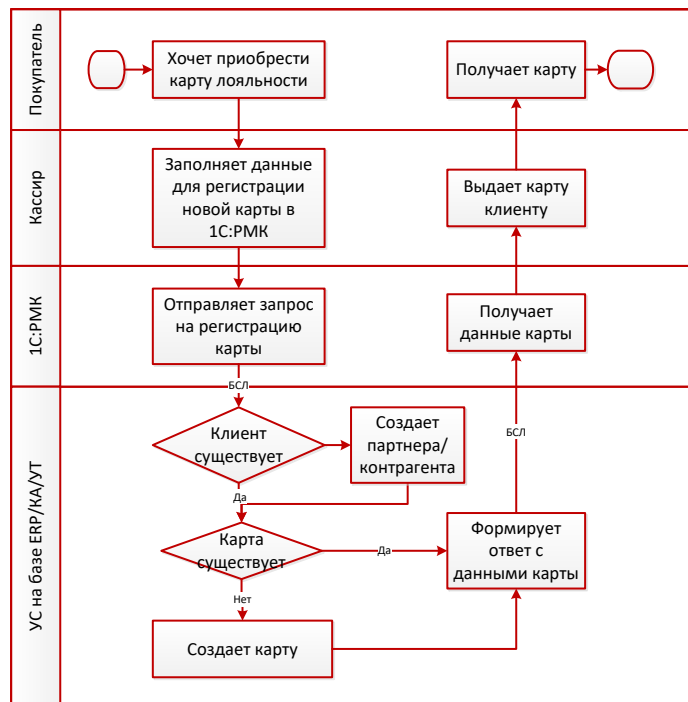 Покупатель
Хочет приобрести
карту лояльности
Получает карту
Кассир
Заполняет данные
для регистрации
новой карты в
1С:РМК
Выдает карту
клиенту
1С:РМК
Отправляет запрос
на регистрацию
карты
Получает
данные карты
УС на базе ERP/КА/УТ
БСЛ
БСЛ
Клиент
существует
Создает
партнера/
контрагента
Да
Карта
существует
Да
Формирует
ответ с
данными карты
Нет
Создает карту